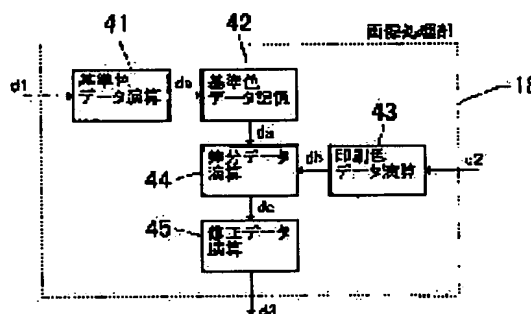 41
42
画像処理部
d1
基準色
データ演算
da
基準色
データ記憶
18
43
da
44
差分データ
演算
db
印刷色
データ演算
d2
dc
45
修正データ
演算
d3